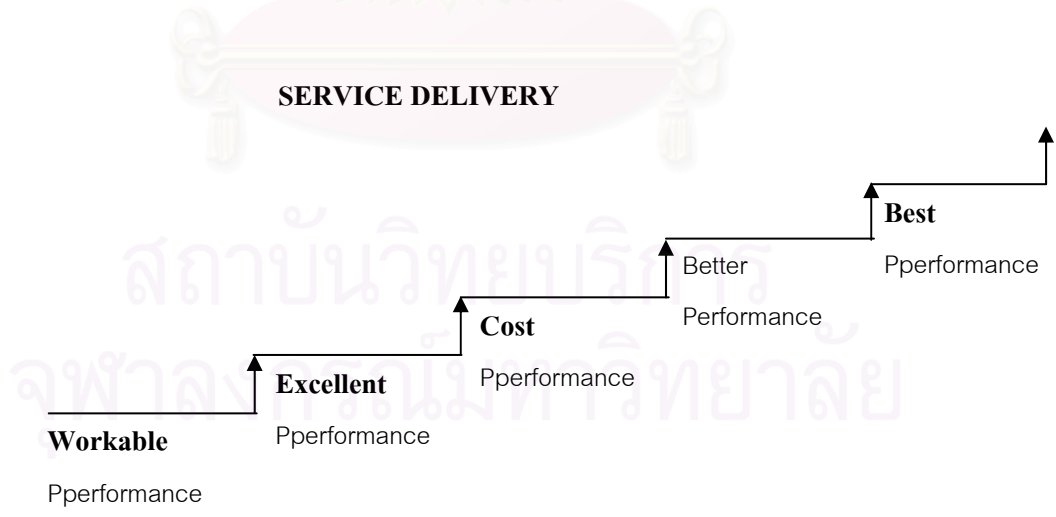 SERVICE DELIVERY
Best
Pperformance
Better
Performance
Cost
Pperformance
Excellent
Pperformance
Workable
Pperformance
สถาบันวิทยบริการ
จุฬาลงกรณ์มหาวิทยาลัย